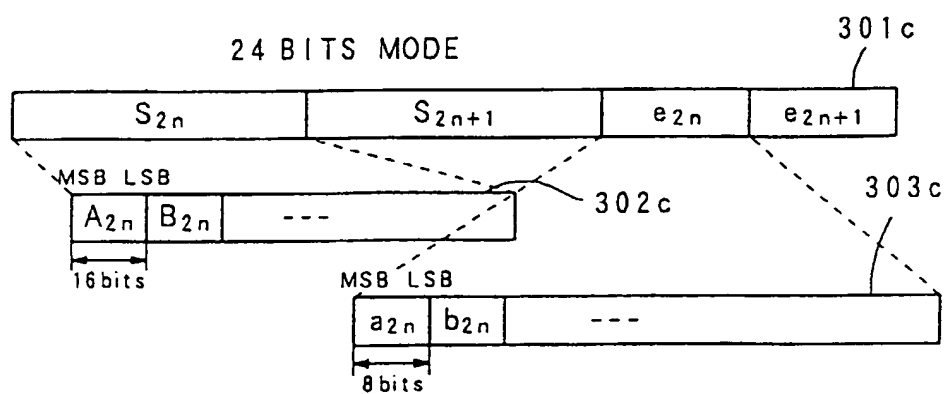 301c
24 BITS MODE
S2n S2n+1 e2n e2n+1
MSB LSB
302c
303c
A2n B2n ---
16bits
MSB LSB
a2n b2n ---
8bits